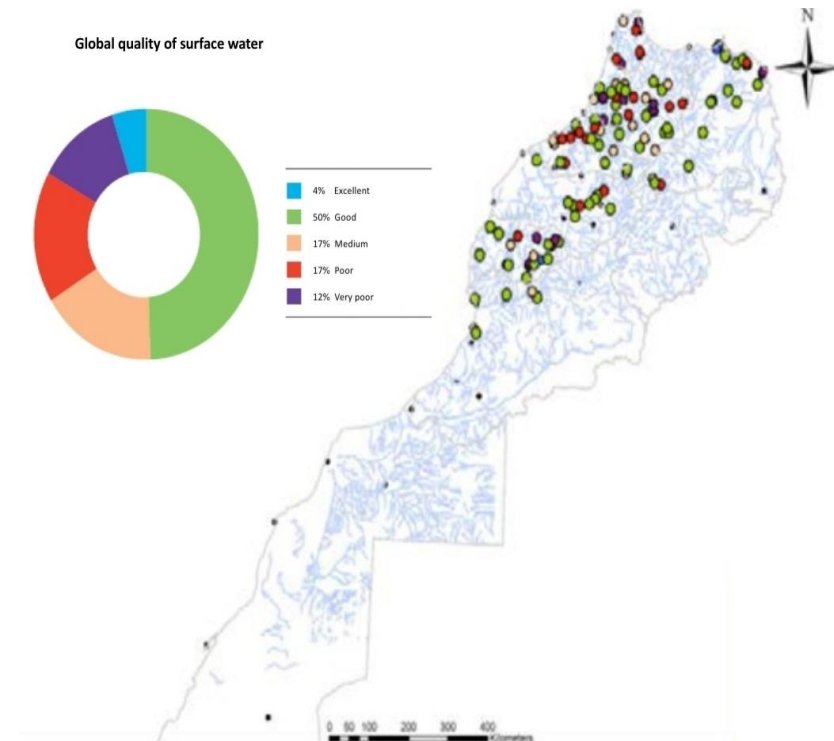 Global quality of surface water
N
4% Excellent
50% Good
17% Medium
17% Poor
12% Very poor
0 50 100 200 300 400
Kilometers